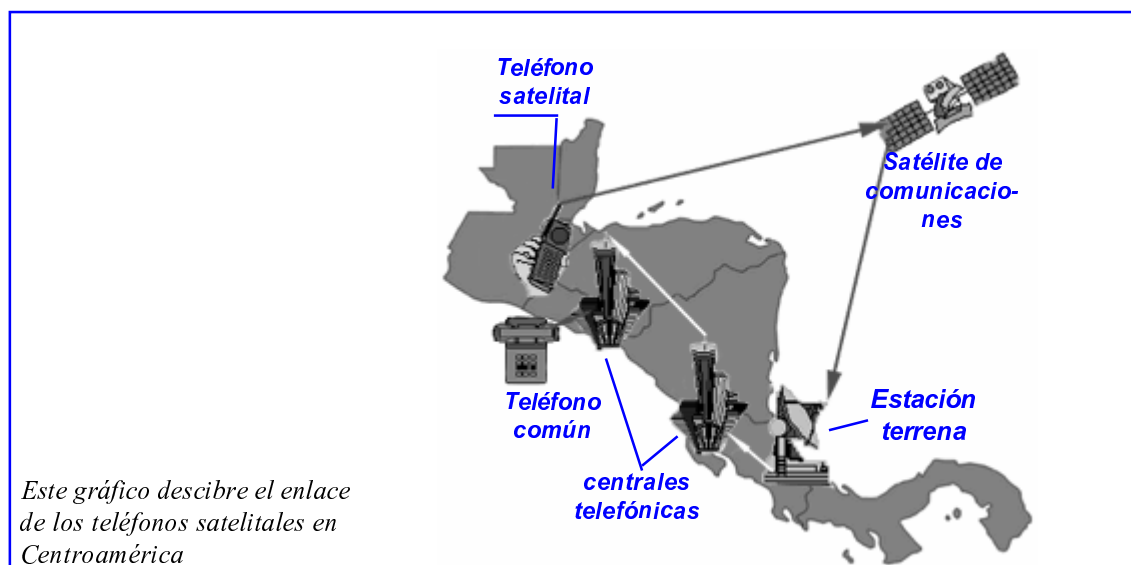 Teléfono
satelital
Satélite de
comunicacio-
nes
Teléfono
común
Estación
terrena
centrales
telefónicas
Este gráfico descibre el enlace
de los teléfonos satelitales en
Centroamérica